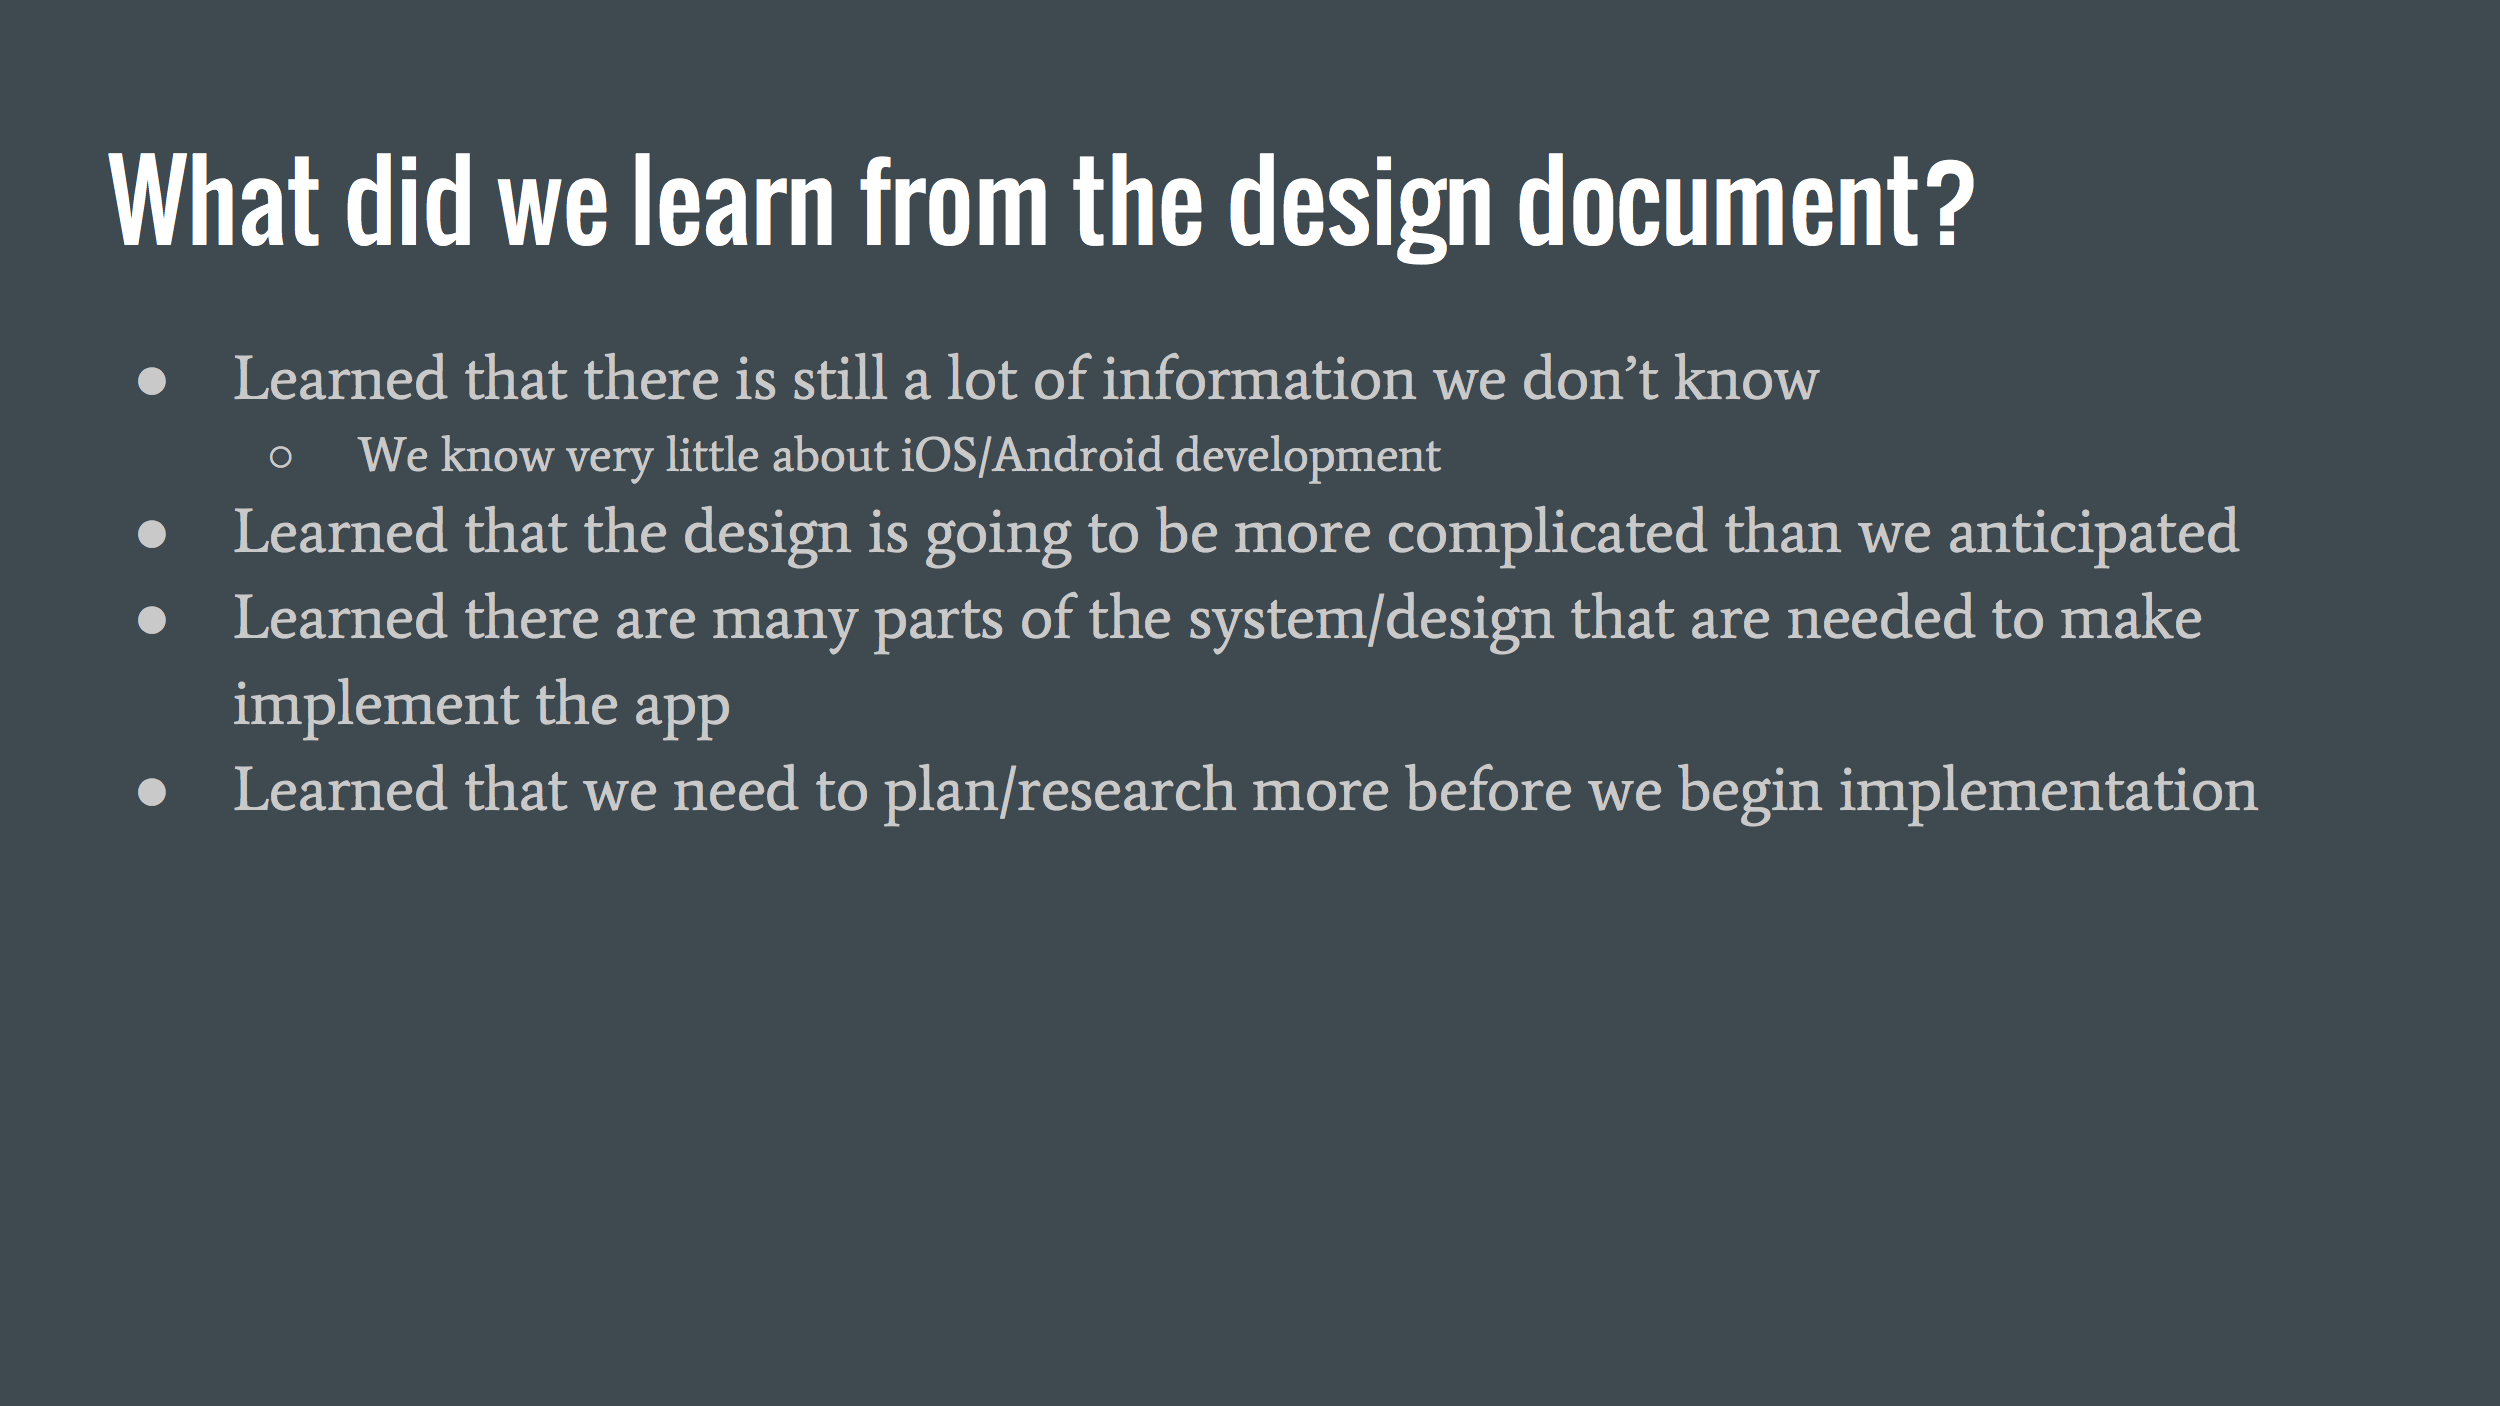 What did we learn from the design document?
● Learned that there is still a lot of information we don’t know
○ We know very little about iOS/Android development
● Learned that the design is going to be more complicated than we anticipated
● Learned there are many parts of the system/design that are needed to make
implement the app
● Learned that we need to plan/research more before we begin implementation